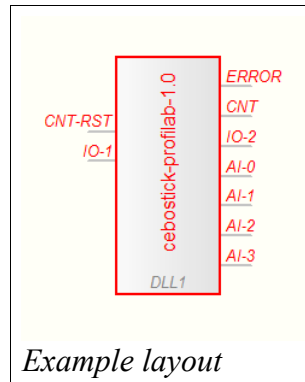 ERROR
CNT
CNT-RST
IO-2
IO-1
AI-0
AI-1
AI-2
AI-3
cebostick-profilab-1.0
DLL1
Example layout